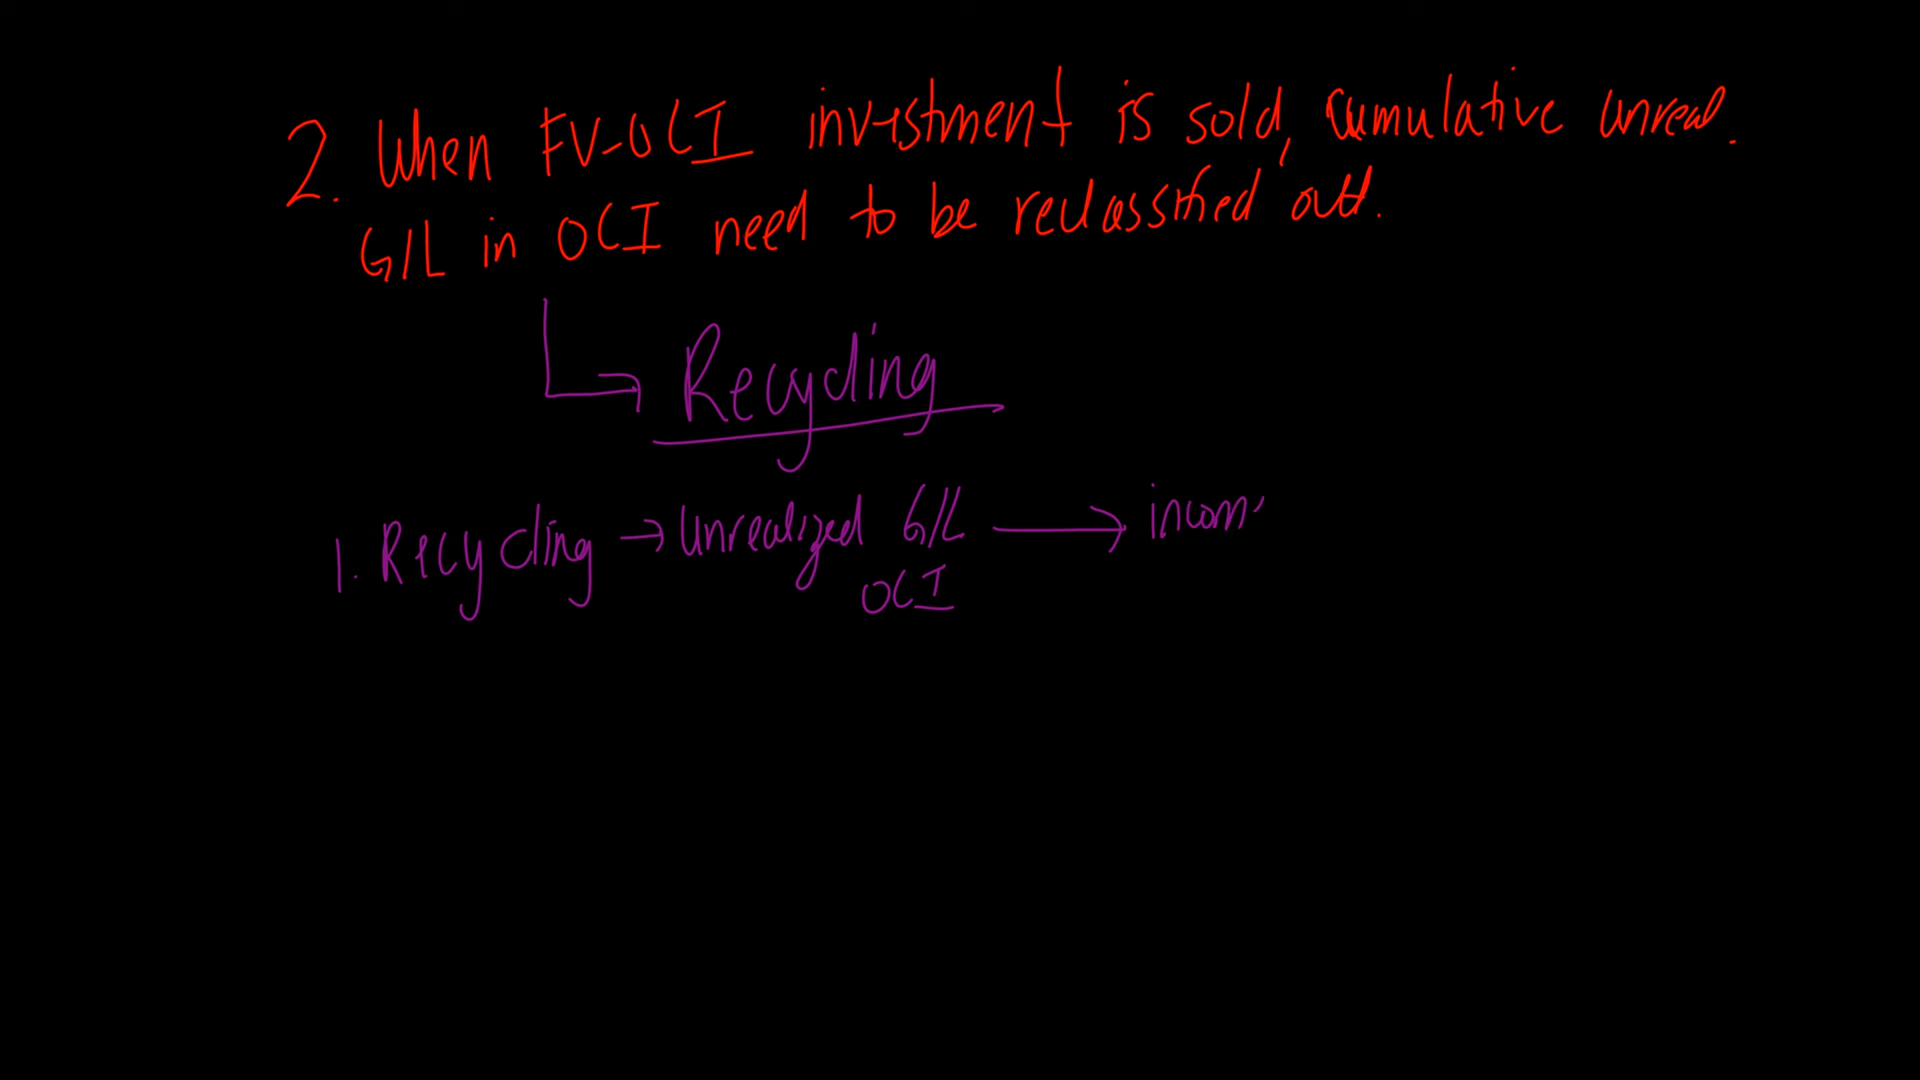 2. When FV-OCI investment is sold, cumulative unreal.
G/L in OCI need to be reclassified out.
Recycling
1. Recycling → Unrealized G/L → incom
OCI